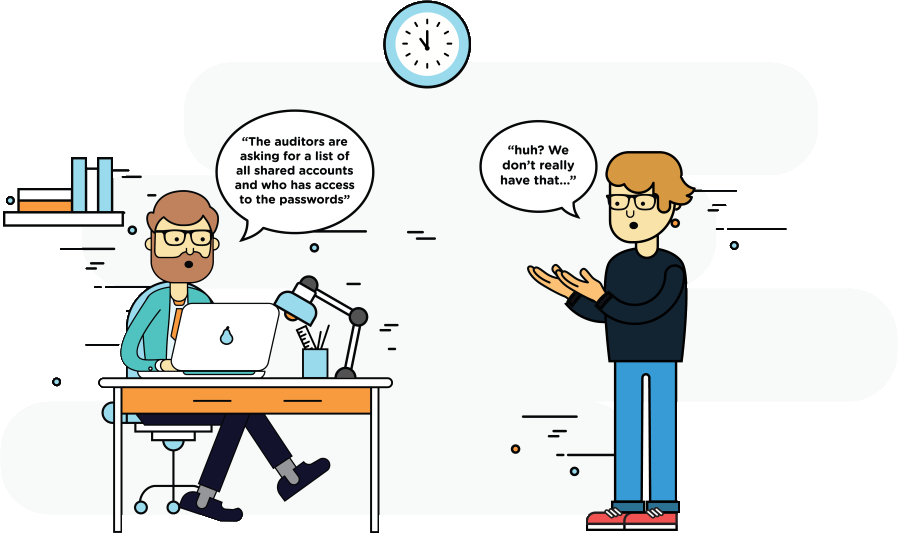 “The auditors are
asking for a list of
all shared accounts
and who has access
to the passwords”
“huh? We
don’t really
have that...”